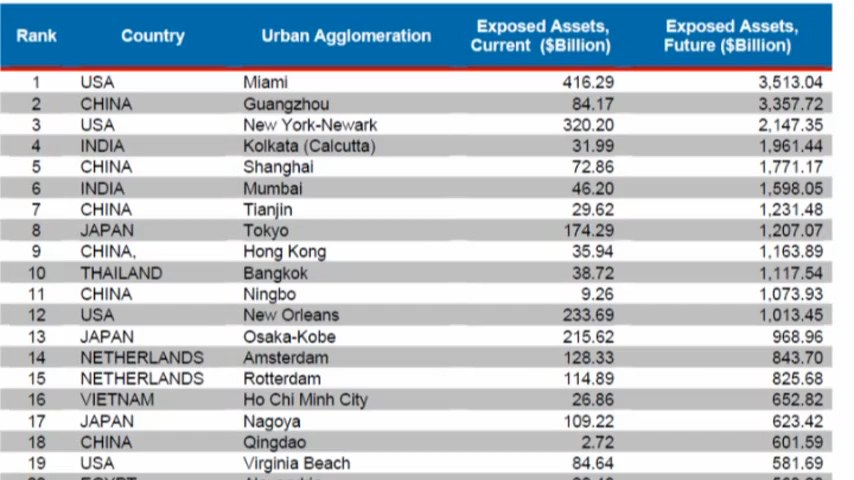 Rank Country Urban Agglomeration Exposed Assets, Current ($Billion) Exposed Assets, Future ($Billion)
1 USA Miami 416.29 3,513.04
2 CHINA Guangzhou 84.17 3,357.72
3 USA New York-Newark 320.20 2,147.35
4 INDIA Kolkata (Calcutta) 31.99 1,961.44
5 CHINA Shanghai 72.86 1,771.17
6 INDIA Mumbai 46.20 1,598.05
7 CHINA Tianjin 29.62 1,231.48
8 JAPAN Tokyo 174.29 1,207.07
9 CHINA, Hong Kong 35.94 1,163.89
10 THAILAND Bangkok 38.72 1,117.54
11 CHINA Ningbo 9.26 1,073.93
12 USA New Orleans 233.69 1,013.45
13 JAPAN Osaka-Kobe 215.62 968.96
14 NETHERLANDS Amsterdam 128.33 843.70
15 NETHERLANDS Rotterdam 114.89 825.68
16 VIETNAM Ho Chi Minh City 26.86 652.82
17 JAPAN Nagoya 109.22 623.42
18 CHINA Qingdao 2.72 601.59
19 USA Virginia Beach 84.64 581.69